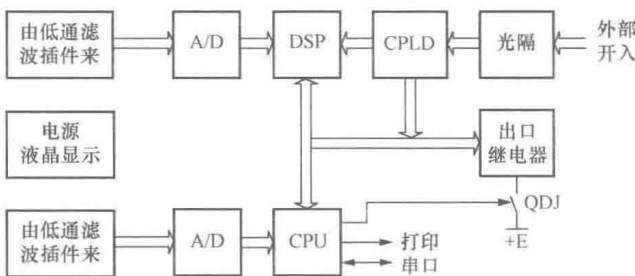 由低通滤
波插件来
A/D
DSP
CPLD
光隔
外部
开入
电源
液晶显示
出口
继电器
QDJ
+E
由低通滤
波插件来
A/D
CPU
打印
串口